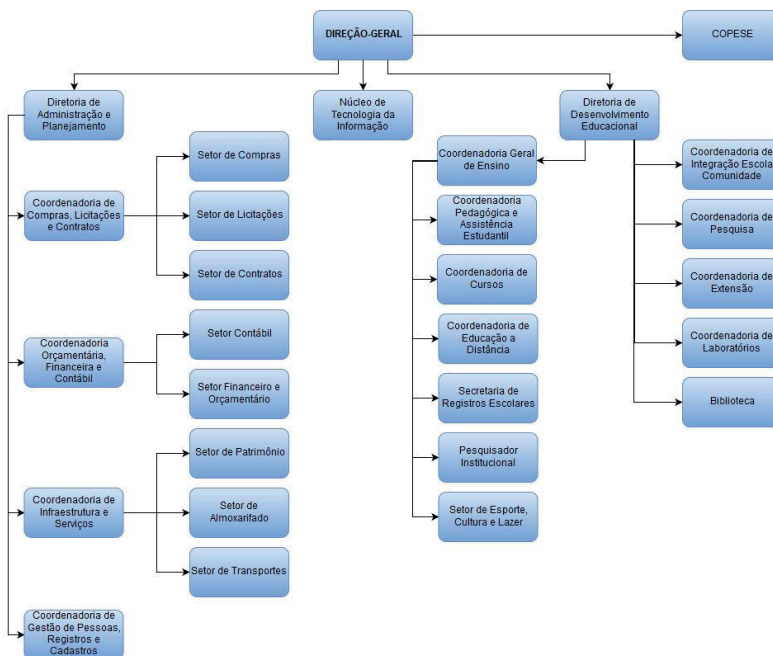 DIREÇÃO-GERAL
COPESE
Diretoria de
Administração e
Planejamento
Núcleo de
Tecnologia da
Informação
Diretoria de
Desenvolvimento
Educacional
Setor de Compras
Coordenadoria Geral
de Ensino
Coordenadoria de
Integração Escola
Comunidade
Coordenadoria de
Compras, Licitações
e Contratos
Setor de Licitações
Coordenadoria
Pedagógica e
Assistência
Estudantil
Coordenadoria de
Pesquisa
Setor de Contratos
Coordenadoria de
Cursos
Coordenadoria de
Extensão
Coordenadoria
Orçamentária,
Financeira e
Contábil
Setor Contábil
Coordenadoria de
Educação a
Distância
Coordenadoria de
Laboratórios
Setor Financeiro e
Orçamentário
Secretaria de
Registros Escolares
Biblioteca
Setor de Patrimônio
Pesquisador
Institucional
Coordenadoria de
Infraestrutura e
Serviços
Setor de
Almoxarifado
Setor de Esporte,
Cultura e Lazer
Setor de Transportes
Coordenadoria de
Gestão de Pessoas,
Registros e
Cadastros